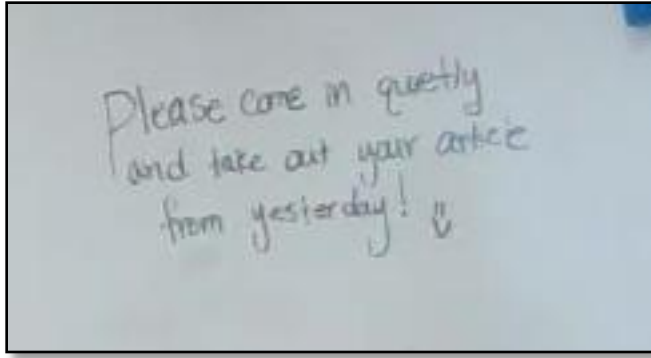 Please come in quietly
and take out your article
from yesterday! :)